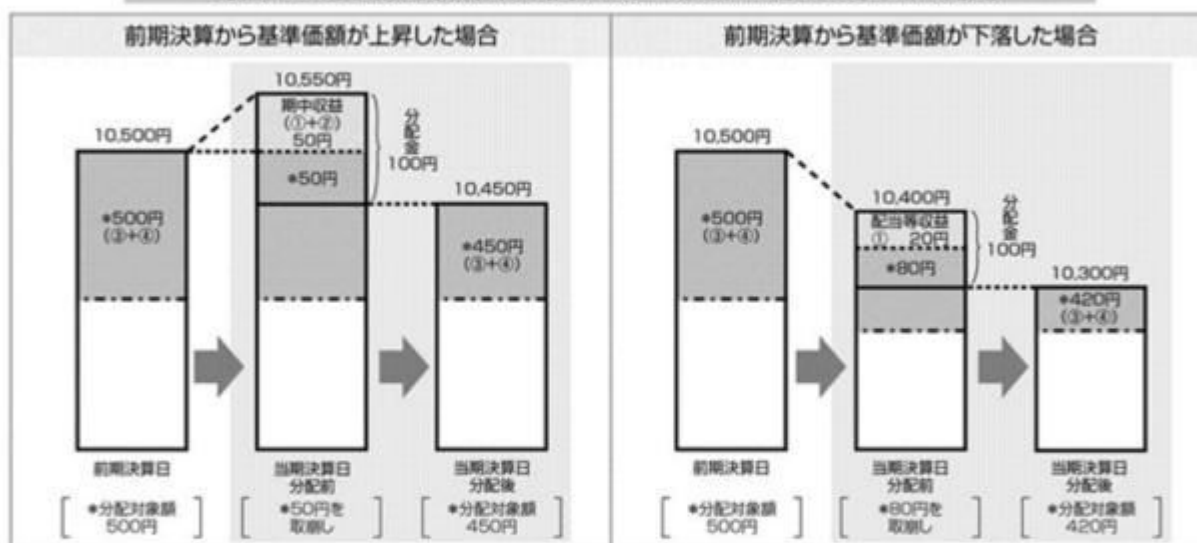 前期決算から基準価額が上昇した場合
10,500円
*500円
(③+④)
10,550円
期中収益
(①+②)
50円
*50円
分配金
100円
10,450円
*450円
(③+④)
前期決算日
当期決算日
分配前
当期決算日
分配後
*分配対象額
500円
*50円を
取崩し
*分配対象額
450円
前期決算から基準価額が下落した場合
10,500円
*500円
(③+④)
10,400円
配当等収益
① 20円
*80円
分配金
100円
10,300円
*420円
(③+④)
前期決算日
当期決算日
分配前
当期決算日
分配後
*分配対象額
500円
*80円を
取崩し
*分配対象額
420円